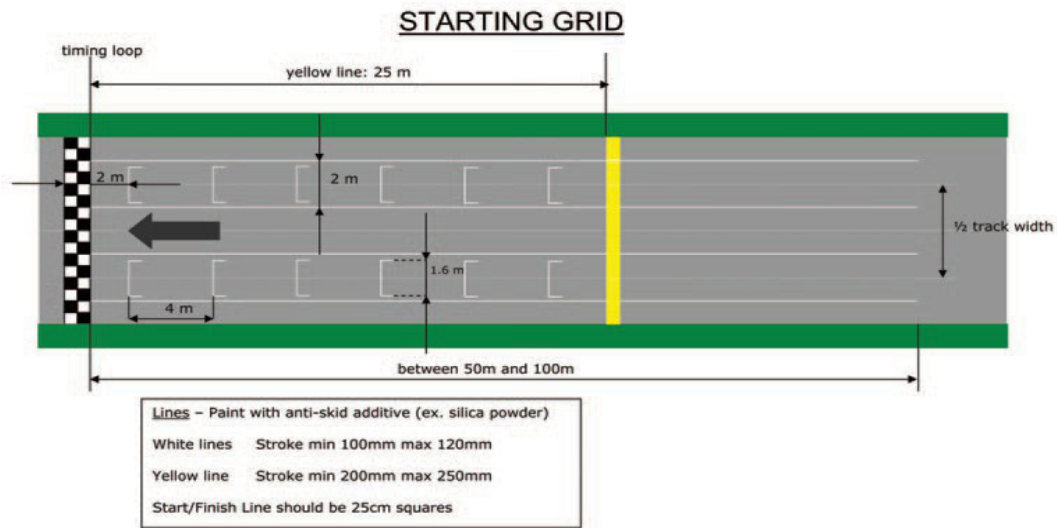 STARTING GRID
timing loop
yellow line: 25 m
2 m
2 m
½ track width
1.6 m
4 m
between 50m and 100m
Lines – Paint with anti-skid additive (ex. silica powder)
White lines Stroke min 100mm max 120mm
Yellow line Stroke min 200mm max 250mm
Start/Finish Line should be 25cm squares